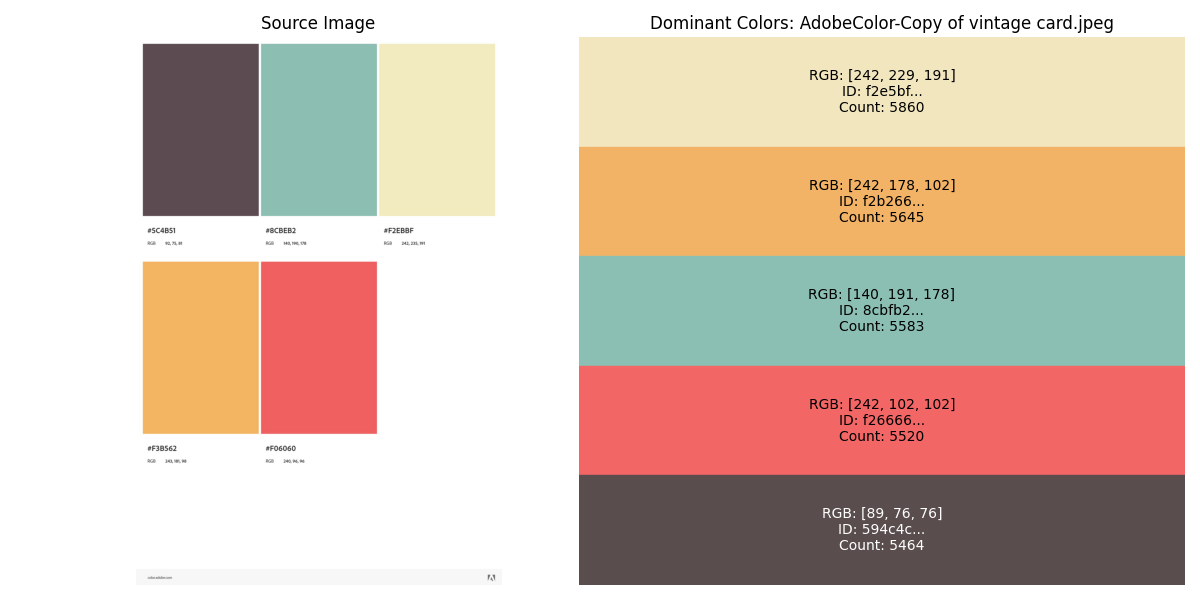 Source Image
#5C4B51
RGB 92, 75, 81
#8CBEB2
RGB 140, 190, 178
#F2EBBF
RGB 242, 235, 191
#F3B562
RGB 243, 181, 98
#F06060
RGB 240, 96, 96
color.adobe.com
Dominant Colors: AdobeColor-Copy of vintage card.jpeg
RGB: [242, 229, 191]
ID: f2e5bf...
Count: 5860
RGB: [242, 178, 102]
ID: f2b266...
Count: 5645
RGB: [140, 191, 178]
ID: 8cbfb2...
Count: 5583
RGB: [242, 102, 102]
ID: f26666...
Count: 5520
RGB: [89, 76, 76]
ID: 594c4c...
Count: 5464